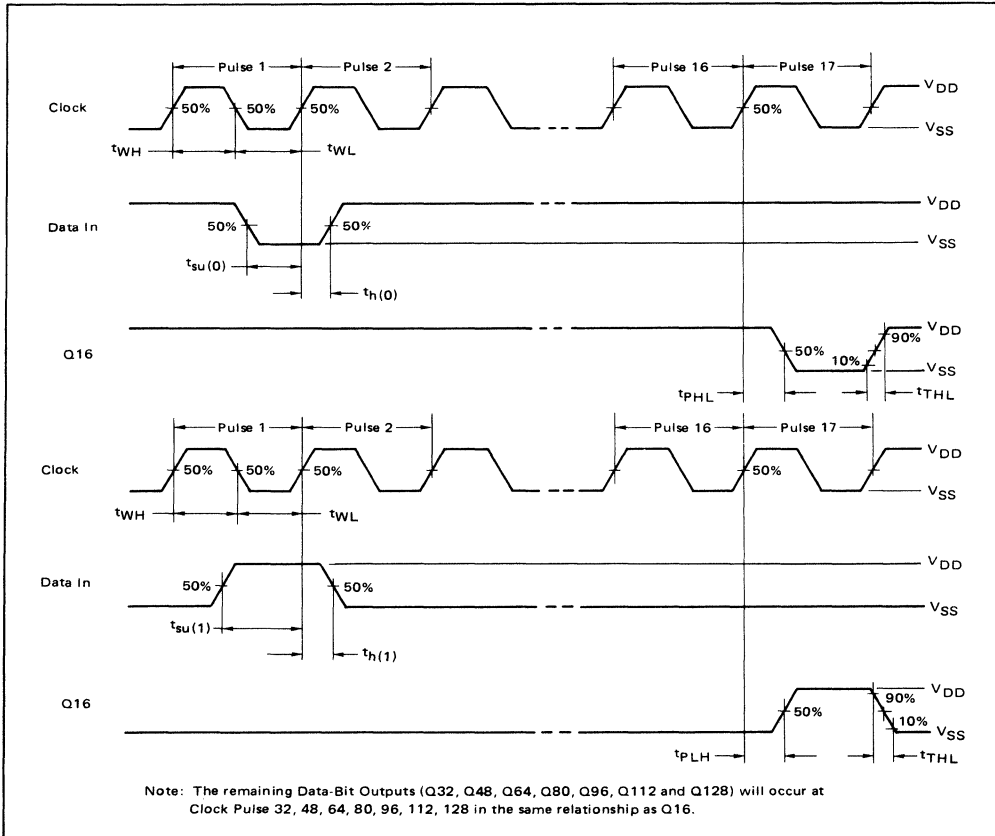 Pulse 1 Pulse 2 Pulse 16 Pulse 17
Clock 50% 50% 50% 50% VDD
VSS
tWH tWL
Data In 50% 50% VDD
VSS
tsu(0)
th(0)
Q16 50% 10% 90% VDD
VSS
tPHL tTHL
Pulse 1 Pulse 2 Pulse 16 Pulse 17
Clock 50% 50% 50% 50% VDD
VSS
tWH tWL
Data In 50% 50% VDD
VSS
tsu(1)
th(1)
Q16 50% 90% 10% VDD
VSS
tPLH tTHL
Note: The remaining Data-Bit Outputs (Q32, Q48, Q64, Q80, Q96, Q112 and Q128) will occur at
Clock Pulse 32, 48, 64, 80, 96, 112, 128 in the same relationship as Q16.